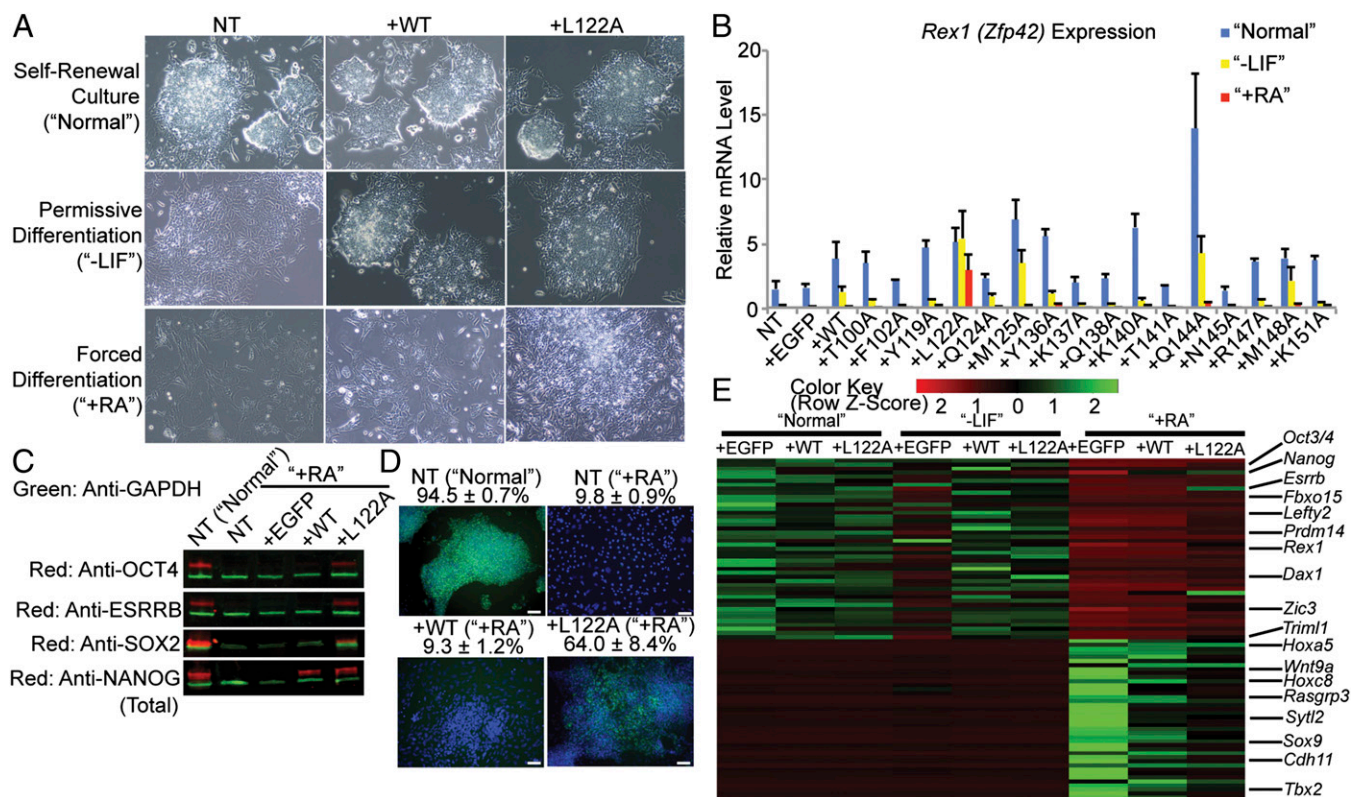 A
NT
+WT
+L122A
Self-Renewal
Culture
("Normal")
Permissive
Differentiation
("-LIF")
Forced
Differentiation
("+RA")
B
Rex1 (Zfp42) Expression
"Normal"
"-LIF"
"+RA"
Relative mRNA Level
20
15
10
5
0
NT
+EGFP
+WT
+T100A
+F102A
+Y119A
+L122A
+Q124A
+M125A
+Y136A
+K137A
+Q138A
+K140A
+T141A
+Q144A
+N145A
+R147A
+M148A
+K151A
C
Green: Anti-GAPDH
"+RA"
NT ("Normal")
NT
+EGFP
+WT
+L122A
Red: Anti-OCT4
Red: Anti-ESRRB
Red: Anti-SOX2
Red: Anti-NANOG
(Total)
D
NT ("Normal")
94.5 ± 0.7%
NT ("+RA")
9.8 ± 0.9%
+WT ("+RA")
9.3 ± 1.2%
+L122A ("+RA")
64.0 ± 8.4%
E
Color Key
(Row Z-Score)
2 1 0 1 2
"Normal"
"-LIF"
"+RA"
+EGFP +WT +L122A +EGFP +WT +L122A +EGFP +WT +L122A
Oct3/4
Nanog
Esrrb
Fbxo15
Lefty2
Prdm14
Rex1
Dax1
Zic3
Triml1
Hoxa5
Wnt9a
Hoxc8
Rasgrp3
Sytl2
Sox9
Cdh11
Tbx2